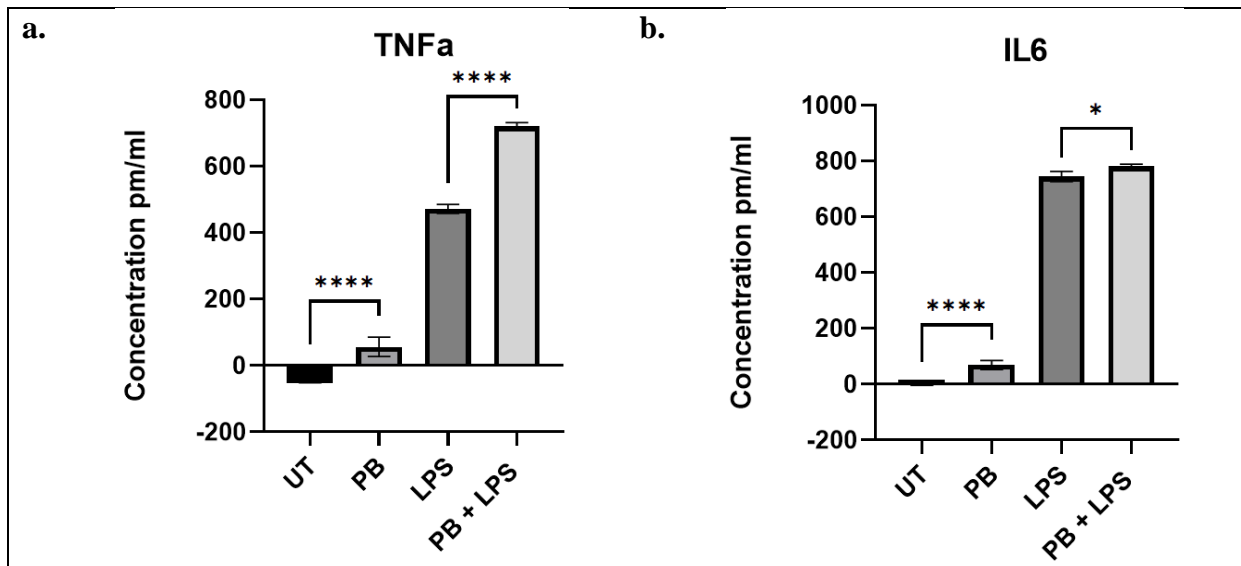 a.
TNFa
Concentration pm/ml
800
600
400
200
0
-200
****
****
UT
PB
LPS
PB + LPS
b.
IL6
Concentration pm/ml
1000
800
600
400
200
0
-200
****
*
UT
PB
LPS
PB + LPS